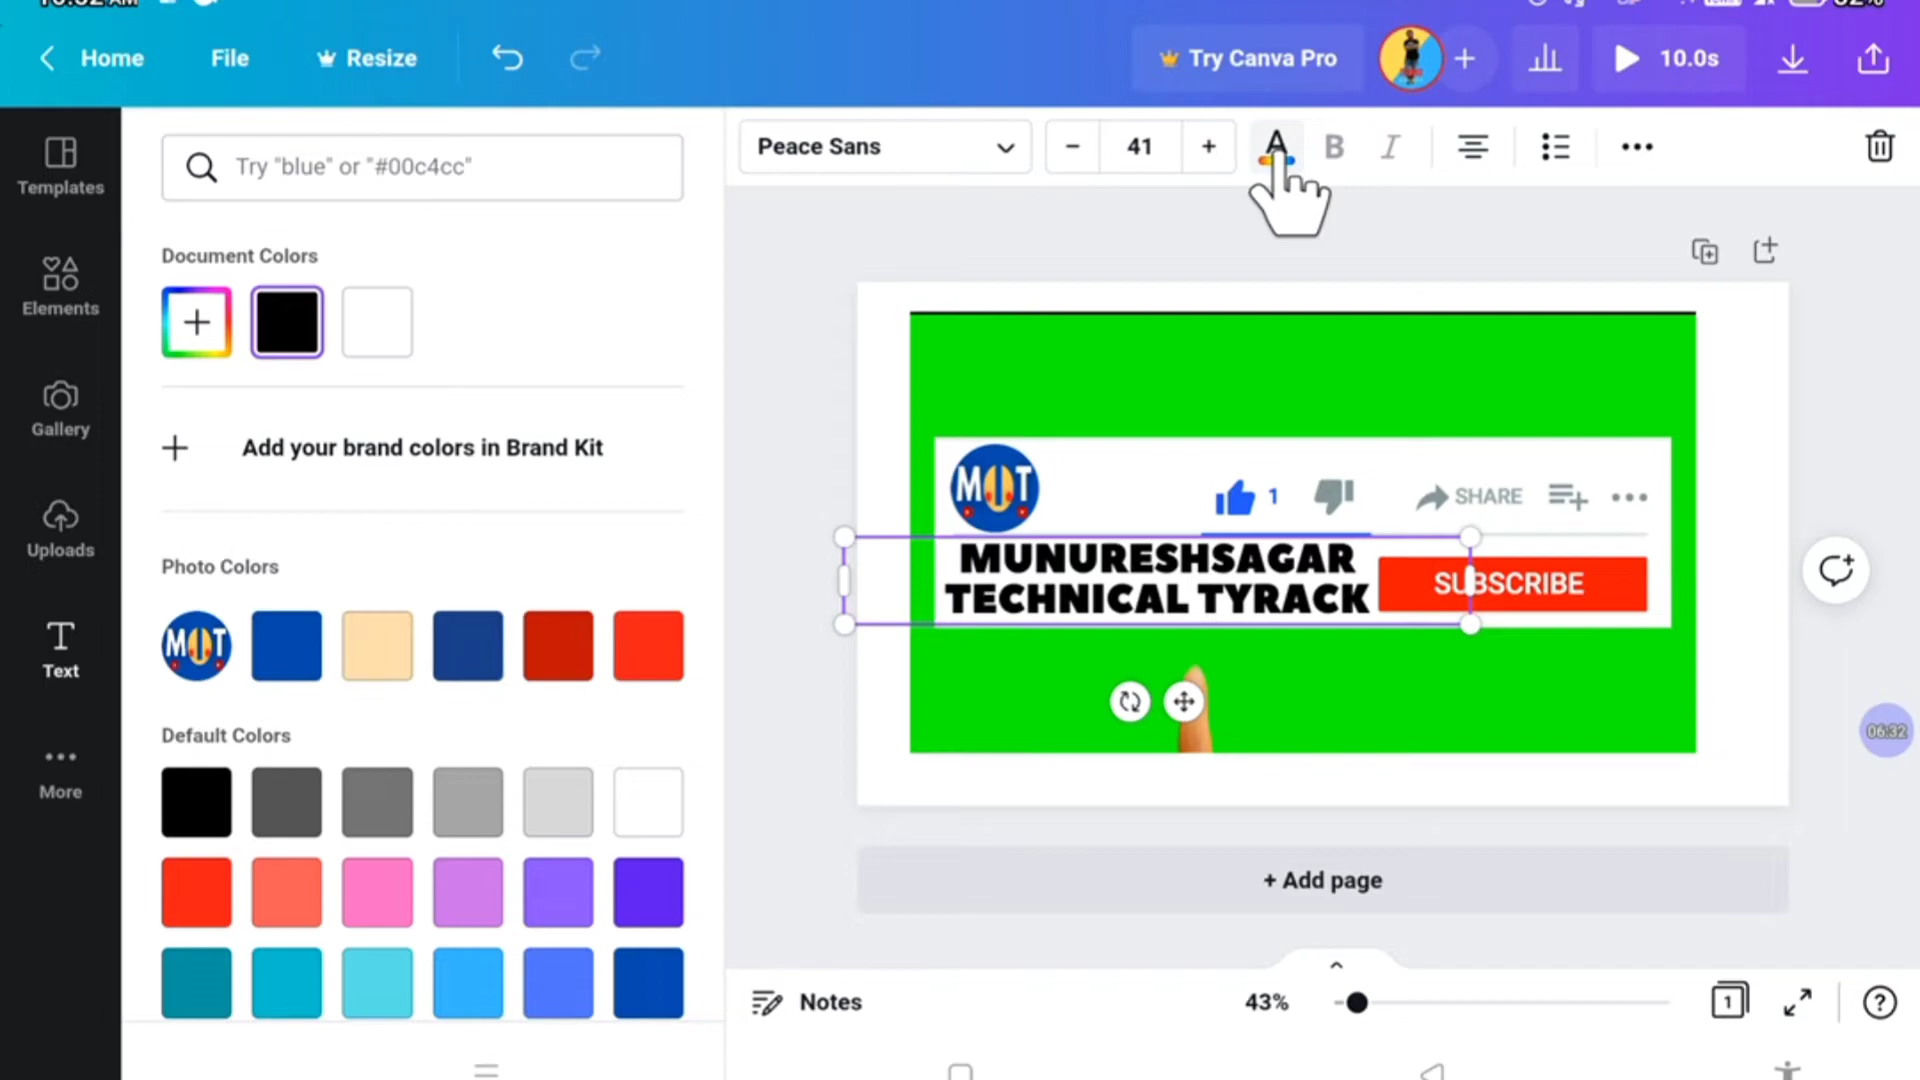 Home
File
Resize
Try Canva Pro
10.0s
Templates
Elements
Gallery
Uploads
Text
More
Try "blue" or "#00c4cc"
Document Colors
Add your brand colors in Brand Kit
Photo Colors
MUT
Default Colors
Peace Sans
41
A
B
I
MUT
1
SHARE
MUNURESHSAGAR
TECHNICAL TYRACK
SUBSCRIBE
06:32
+ Add page
Notes
43%
1